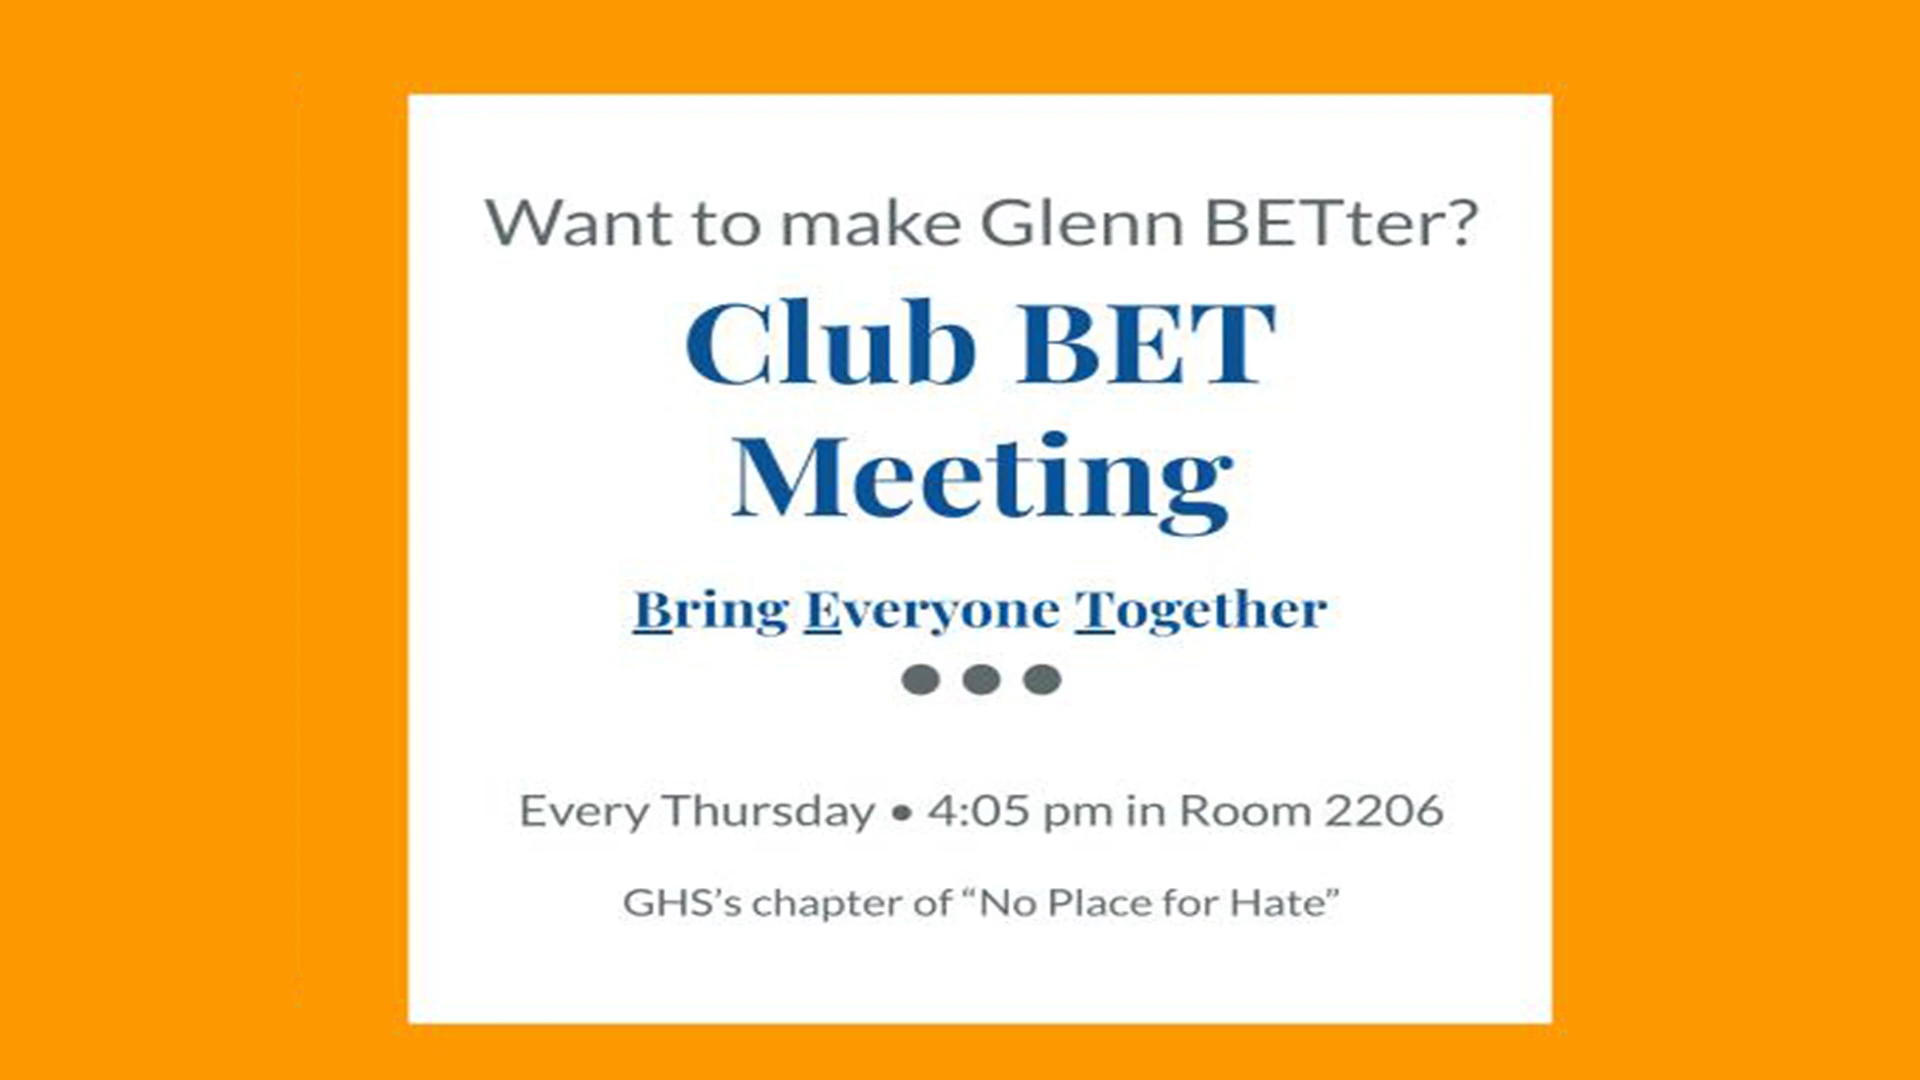 Want to make Glenn BETter?
Club BET
Meeting
Bring Everyone Together
Every Thursday • 4:05 pm in Room 2206
GHS’s chapter of “No Place for Hate”